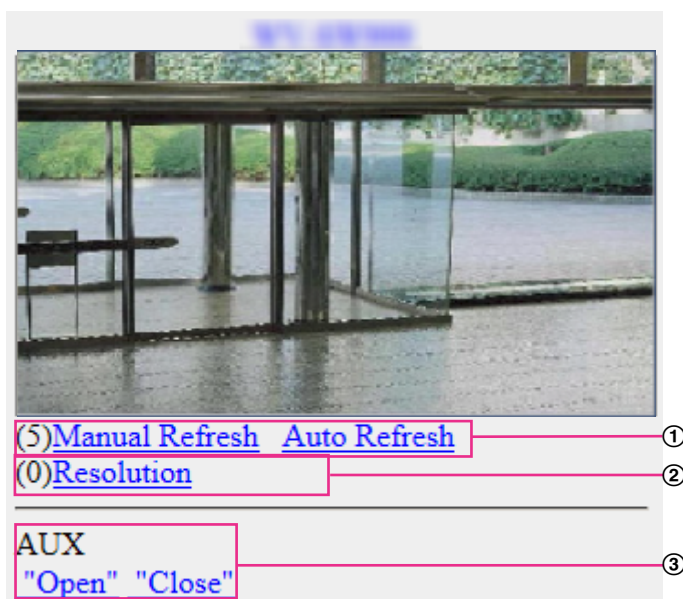 (5)Manual Refresh Auto Refresh
①
(0)Resolution
②
AUX
"Open" "Close"
③